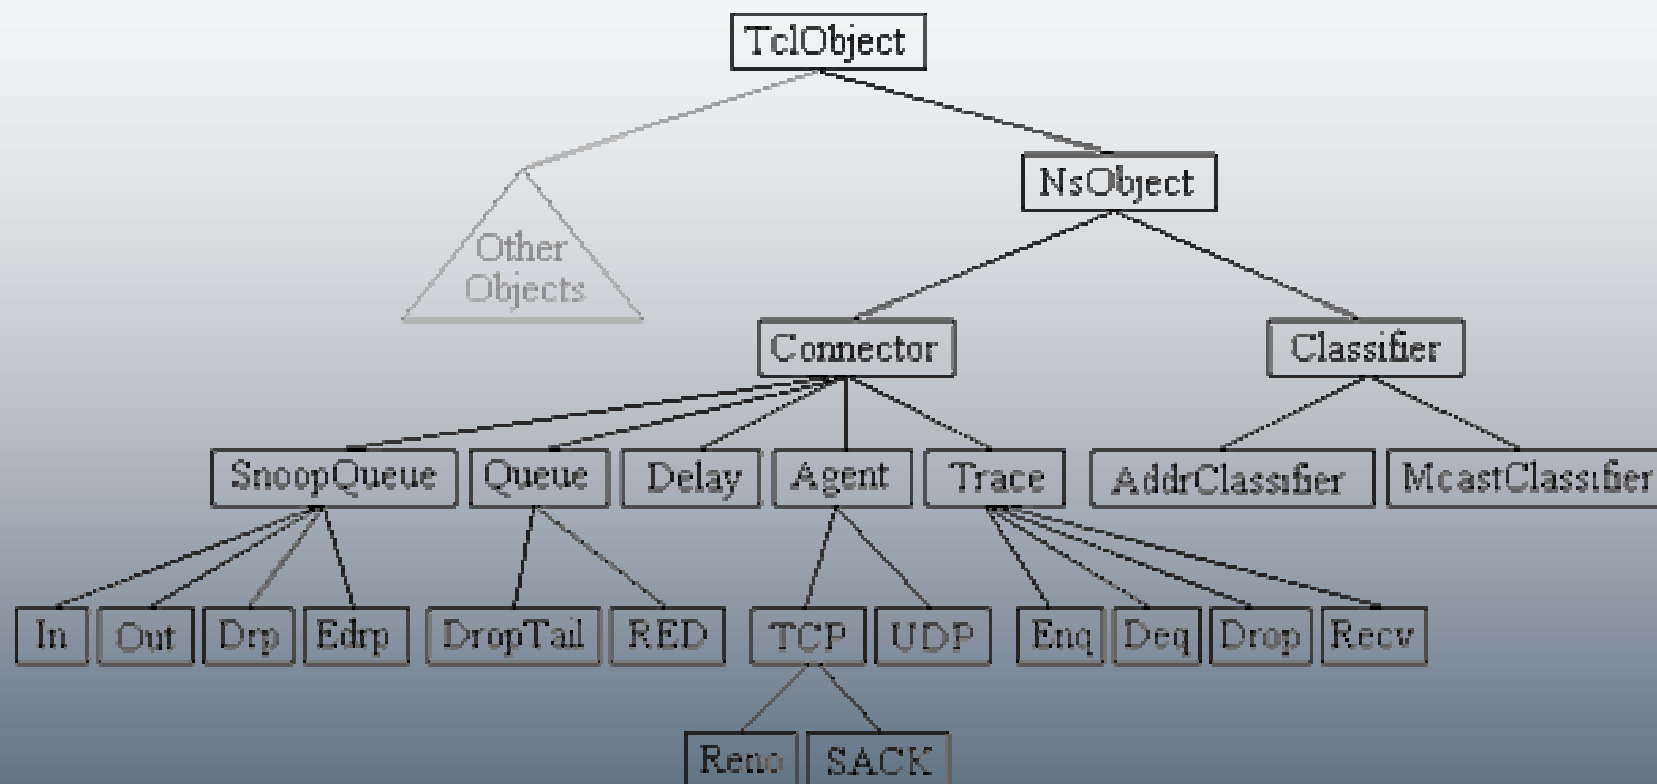 TclObject
NsObject
Other
Objects
Connector
Classifier
SnoopQueue
Queue
Delay
Agent
Trace
AddrClassifier
McastClassifier
In
Out
Drp
Edrp
DropTail
RED
TCP
UDP
Enq
Deq
Drop
Recv
Reno
SACK